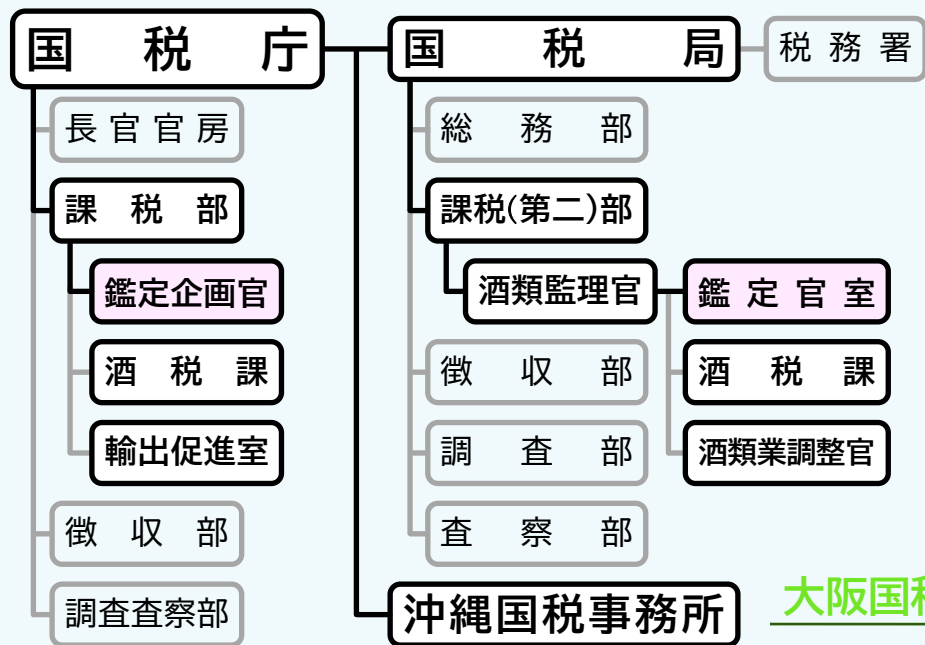 国税庁
国税局
税務署
長官官房
課税部
鑑定企画官
酒税課
輸出促進室
徴収部
調査査察部
総務部
課税(第二)部
酒類監理官
鑑定官室
酒税課
酒類業調整官
徴収部
調査部
査察部
沖縄国税事務所
大阪国